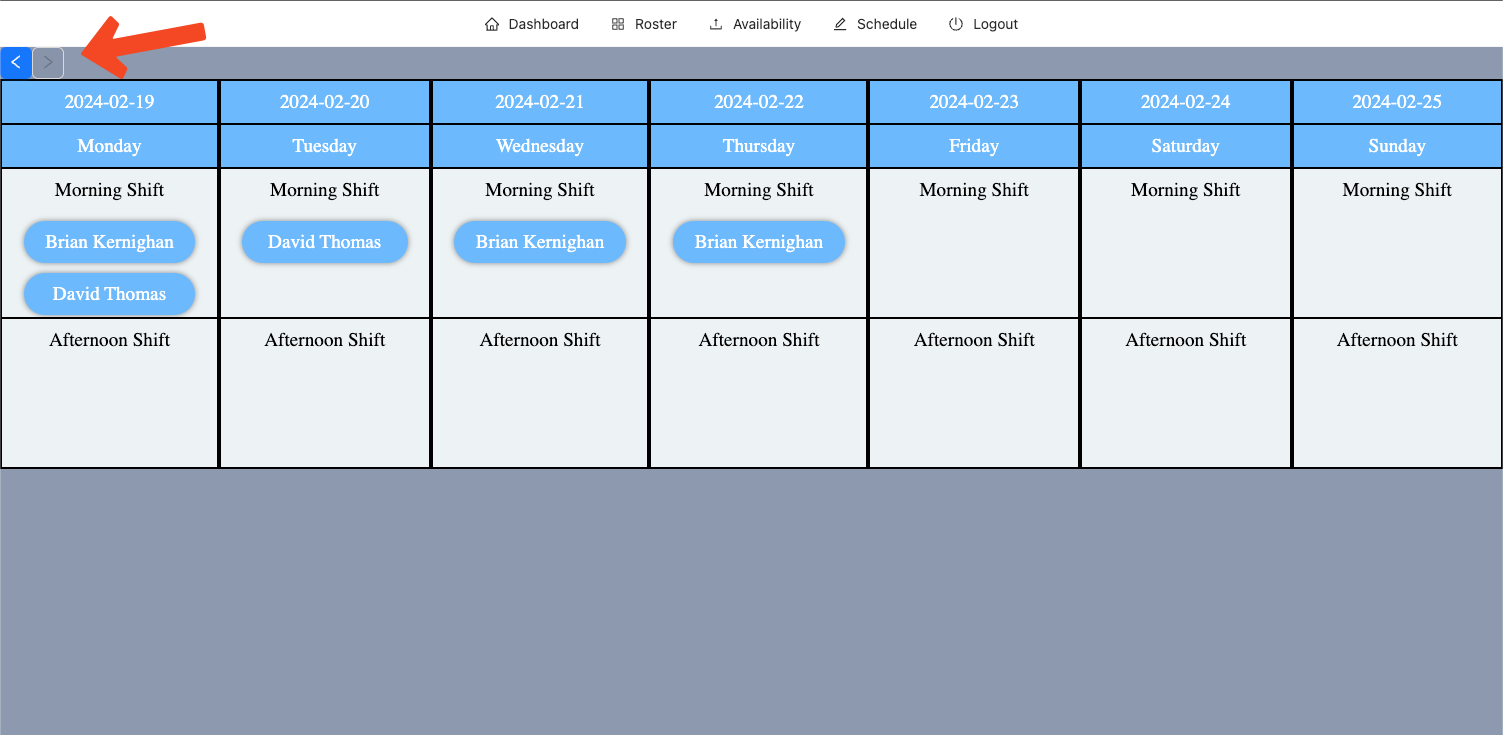 Dashboard Roster Availability Schedule Logout
2024-02-19 2024-02-20 2024-02-21 2024-02-22 2024-02-23 2024-02-24 2024-02-25
Monday Tuesday Wednesday Thursday Friday Saturday Sunday
Morning Shift Morning Shift Morning Shift Morning Shift Morning Shift Morning Shift Morning Shift
Brian Kernighan David Thomas Brian Kernighan Brian Kernighan
David Thomas
Afternoon Shift Afternoon Shift Afternoon Shift Afternoon Shift Afternoon Shift Afternoon Shift Afternoon Shift